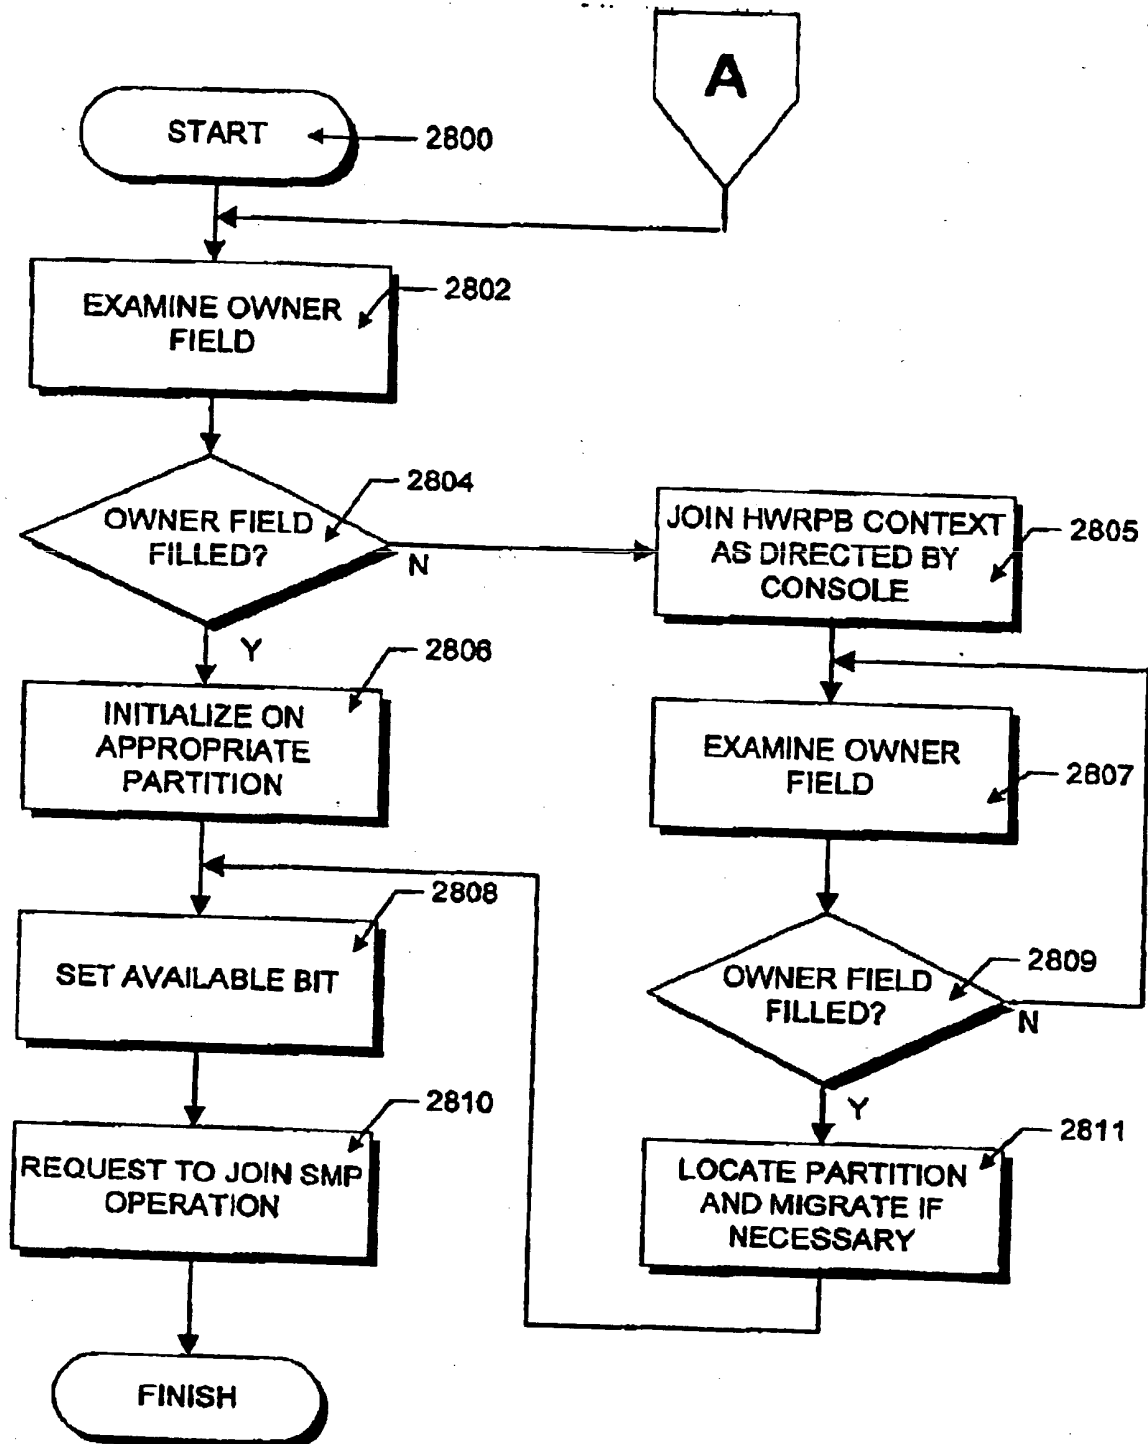 A
START
2800
EXAMINE OWNER
FIELD
2802
OWNER FIELD
FILLED?
2804
N
Y
JOIN HWRPB CONTEXT
AS DIRECTED BY
CONSOLE
2805
INITIALIZE ON
APPROPRIATE
PARTITION
2806
EXAMINE OWNER
FIELD
2807
SET AVAILABLE BIT
2808
OWNER FIELD
FILLED?
2809
N
Y
REQUEST TO JOIN SMP
OPERATION
2810
LOCATE PARTITION
AND MIGRATE IF
NECESSARY
2811
FINISH